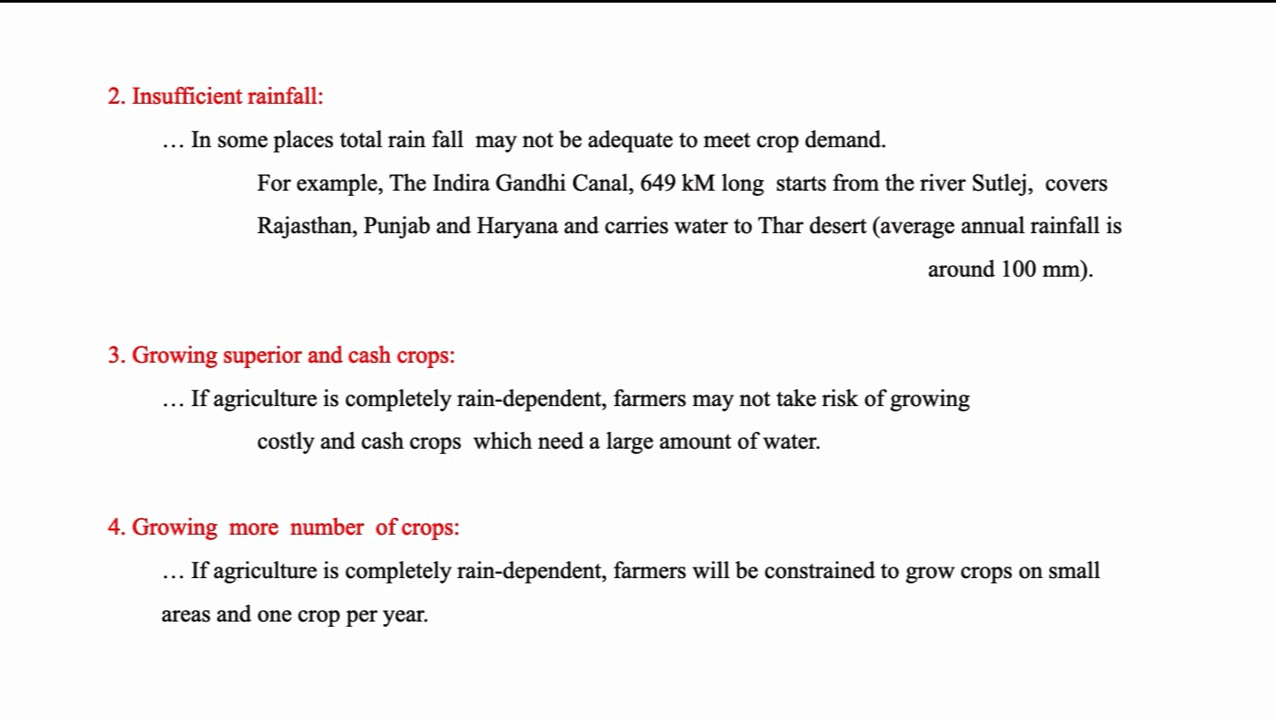 2. Insufficient rainfall:
… In some places total rain fall may not be adequate to meet crop demand.
For example, The Indira Gandhi Canal, 649 kM long starts from the river Sutlej, covers
Rajasthan, Punjab and Haryana and carries water to Thar desert (average annual rainfall is
around 100 mm).
3. Growing superior and cash crops:
… If agriculture is completely rain-dependent, farmers may not take risk of growing
costly and cash crops which need a large amount of water.
4. Growing more number of crops:
… If agriculture is completely rain-dependent, farmers will be constrained to grow crops on small
areas and one crop per year.